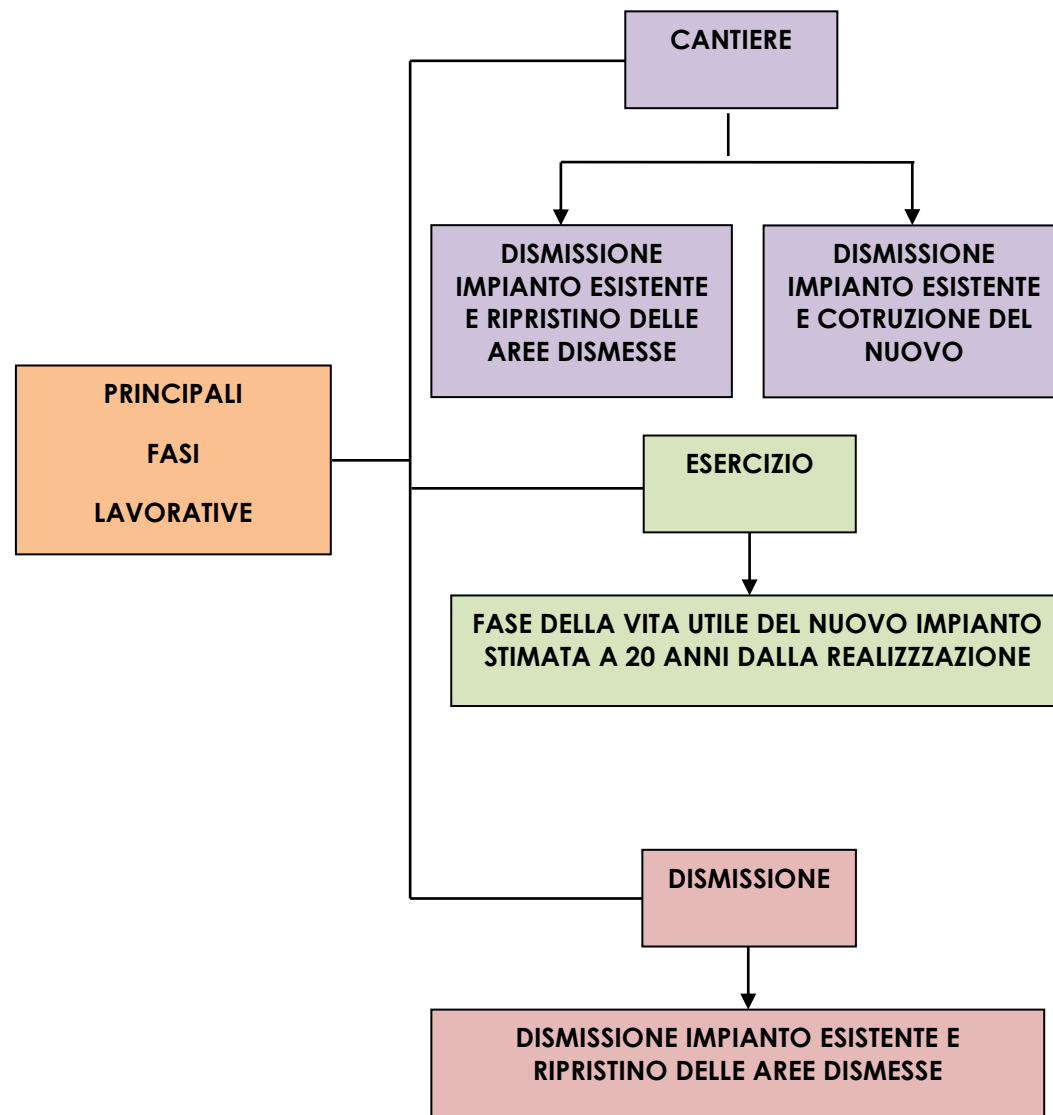 CANTIERE
DISMISSIONE
IMPIANTO ESISTENTE
E RIPRISTINO DELLE
AREE DISMESSE
DISMISSIONE
IMPIANTO ESISTENTE
E COTRUZIONE DEL
NUOVO
PRINCIPALI
FASI
LAVORATIVE
ESERCIZIO
FASE DELLA VITA UTILE DEL NUOVO IMPIANTO
STIMATA A 20 ANNI DALLA REALIZZZAZIONE
DISMISSIONE
DISMISSIONE IMPIANTO ESISTENTE E
RIPRISTINO DELLE AREE DISMESSE